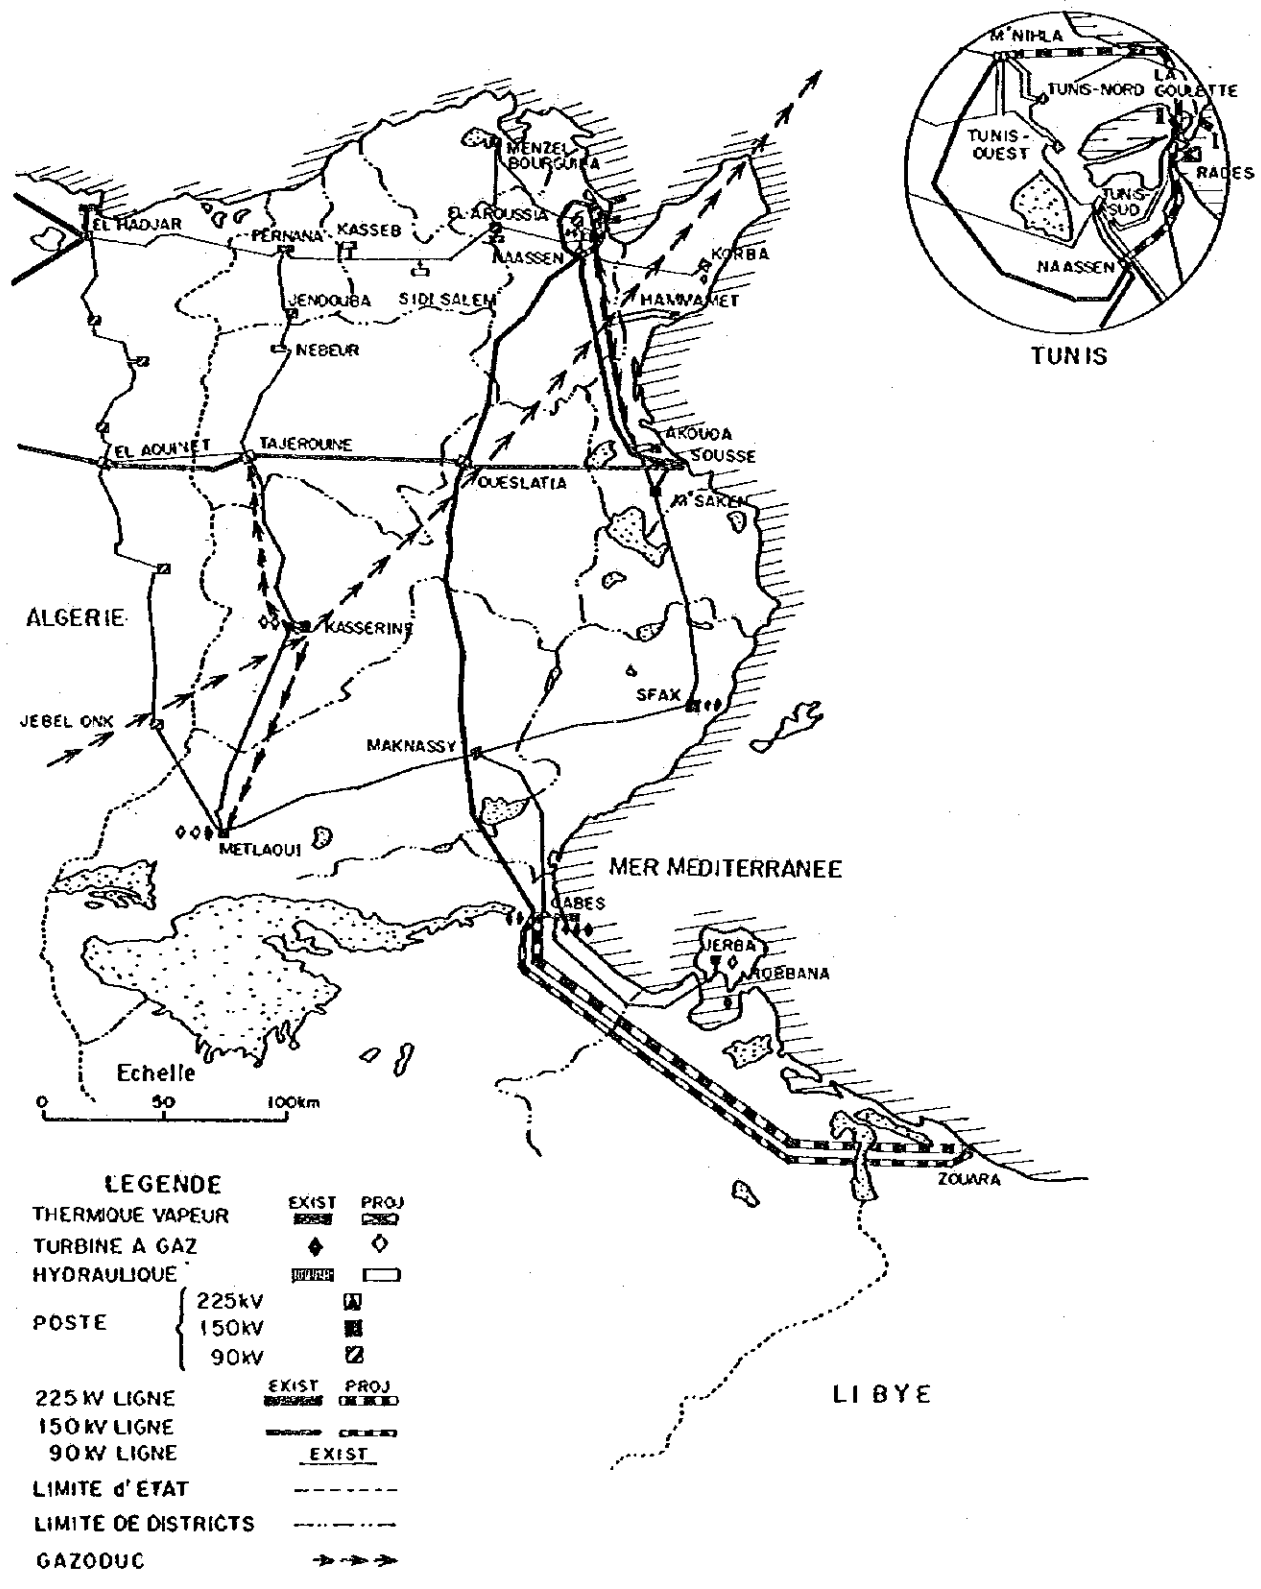 M'NIHLA
LA
TUNIS-NORD GOULETTE
I
I
TUNIS-
OUEST
RADES
TUNIS-
SUD
NAASSEN
TUNIS
MENZEL
BOURGUIBA
EL HADJAR
FERNANA
KASSEB
EL AROUSSIA
NAASSEN
KORBA
JENDOUBA
SIDI SALEM
HAMMAMET
NEBEUR
EL AOUINET
TAJEROUINE
AKOUDA
SOUSSE
OUESLATIA
M'SAKEN
ALGERIE
KASSERINE
SFAX
JEBEL ONK
MAKNASSY
METLAOUI
MER MEDITERRANEE
GABES
JERBA
ROBBANA
Echelle
0 50 100km
ZOUARA
LIBYE
LEGENDE
EXIST PROJ
THERMIQUE VAPEUR
TURBINE A GAZ
HYDRAULIQUE
POSTE
225kV
150kV
90kV
EXIST PROJ
225 kV LIGNE
150 kV LIGNE
90 kV LIGNE EXIST
LIMITE d'ETAT
LIMITE DE DISTRICTS
GAZODUC